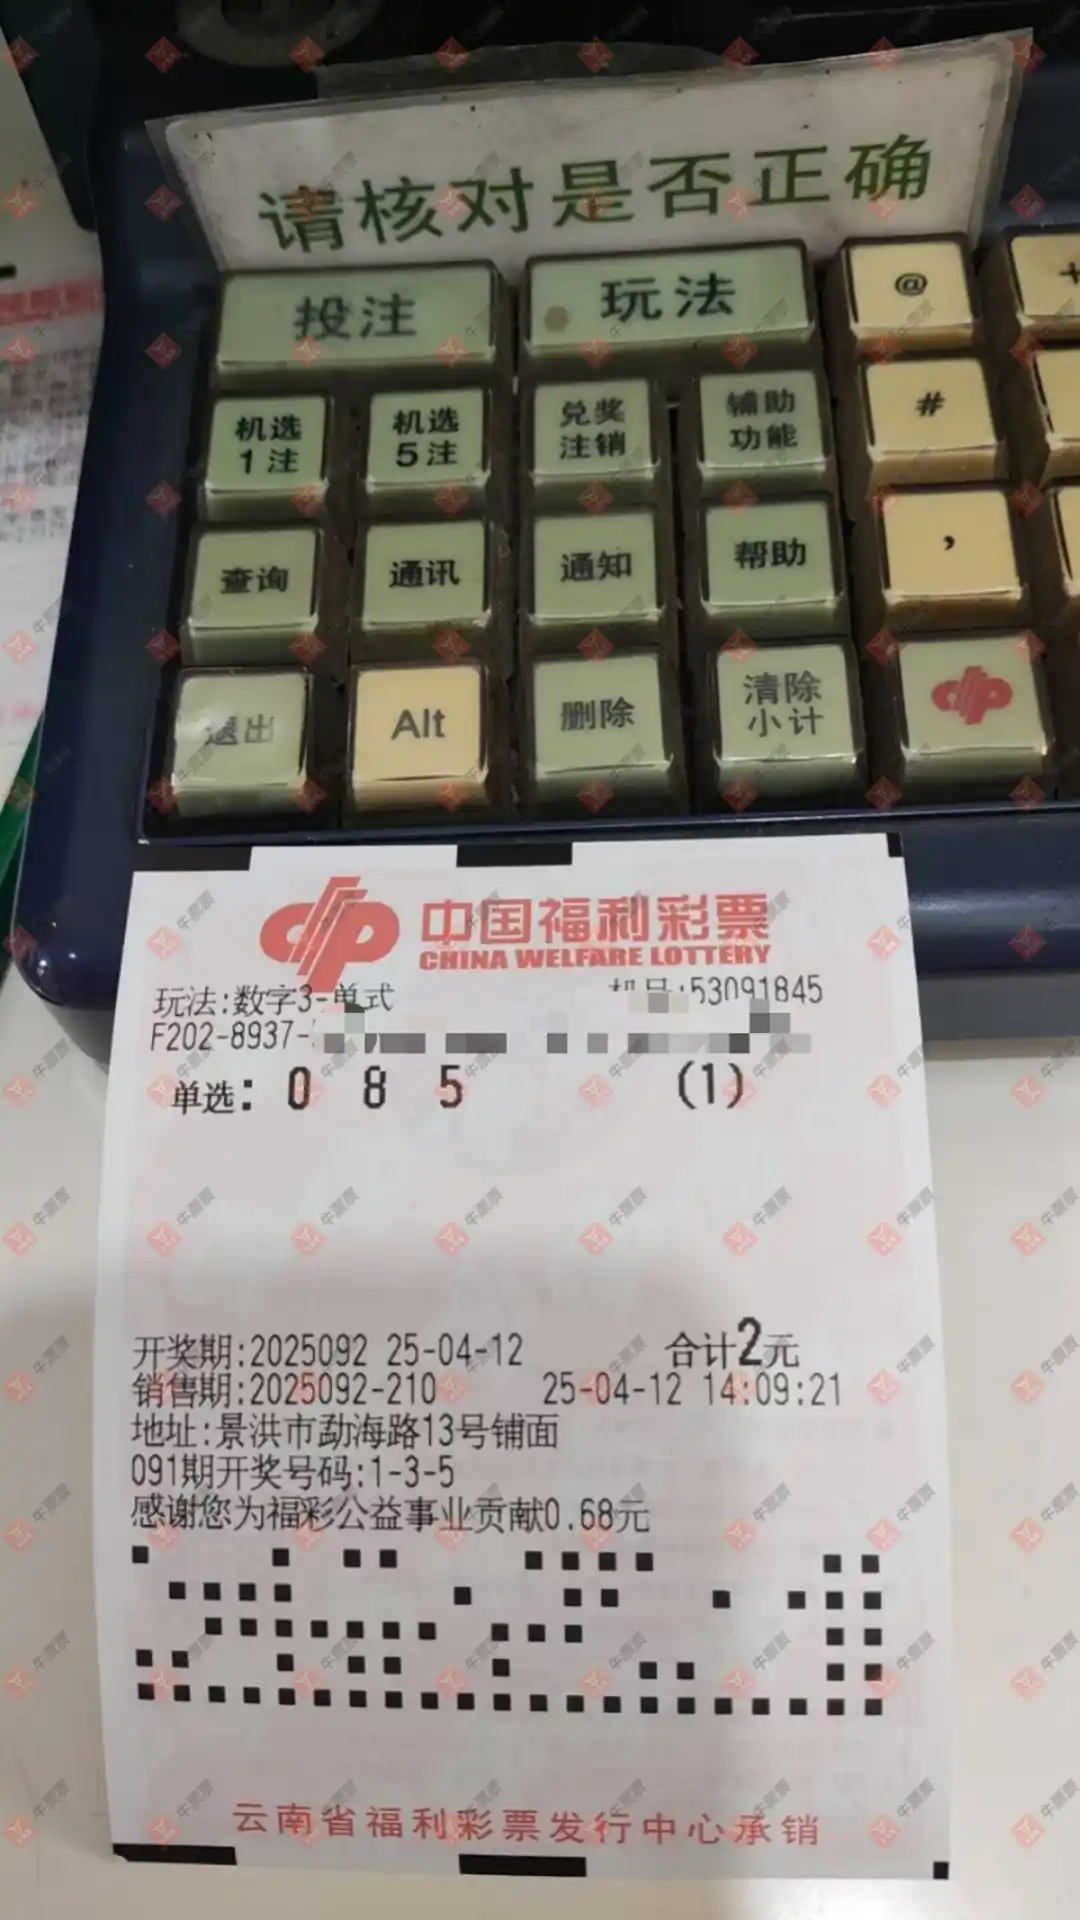 请核对是否正确
投注 玩法 @
机选
1注
机选
5注
兑奖
注销
辅助
功能
#
查询 通讯 通知 帮助 ,
退出 Alt 删除
清除
小计
中国福利彩票
CHINA WELFARE LOTTERY
玩法:数字3-单式 机号:53091845
F202-8937-
单选: 0 8 5 (1)
开奖期:2025092 25-04-12 合计2元
销售期:2025092-210 25-04-12 14:09:21
地址:景洪市勐海路13号铺面
091期开奖号码:1-3-5
感谢您为福彩公益事业贡献0.68元
云南省福利彩票发行中心承销
牛票票